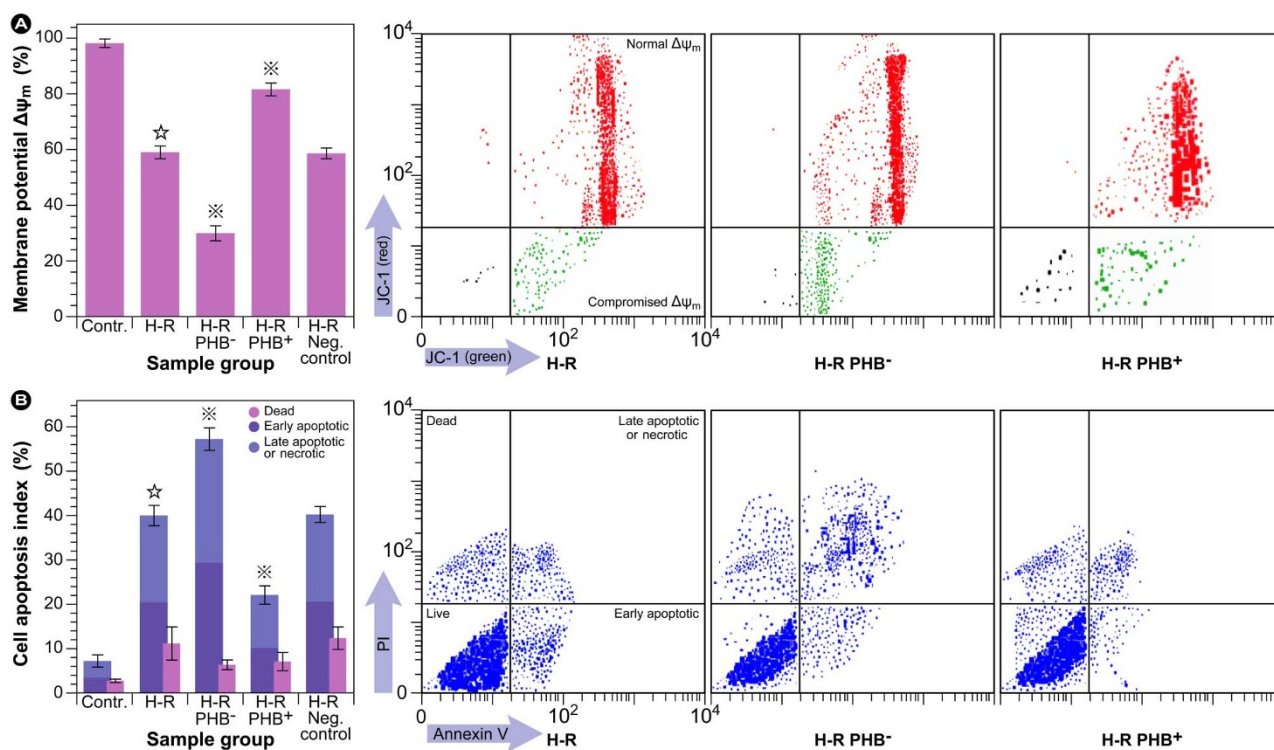 A
Membrane potential Δψm (%)
100
80
60
40
20
0
☆
※
※
Contr.
H-R
H-R PHB-
H-R PHB+
H-R Neg. control
Sample group
10⁴
10²
0
JC-1 (red)
Normal Δψm
Compromised Δψm
0
10²
10⁴
JC-1 (green)
H-R
H-R PHB-
H-R PHB+
B
Cell apoptosis index (%)
60
50
40
30
20
10
0
Dead
Early apoptotic
Late apoptotic
or necrotic
☆
※
※
Contr.
H-R
H-R PHB-
H-R PHB+
H-R Neg. control
Sample group
10⁴
10²
0
PI
Dead
Late apoptotic
or necrotic
Live
Early apoptotic
0
10²
10⁴
Annexin V
H-R
H-R PHB-
H-R PHB+